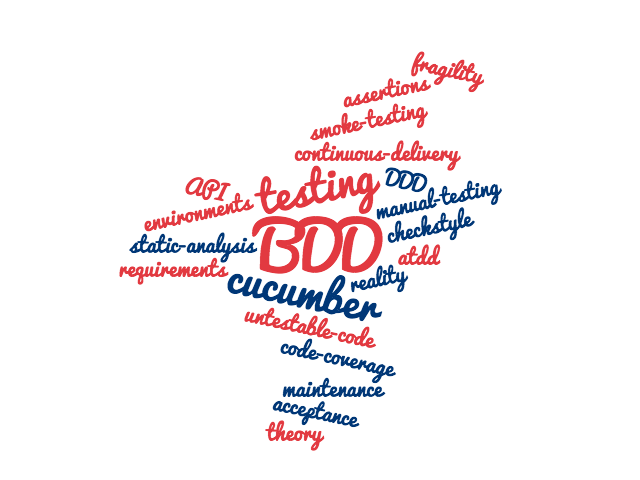 fragility
assertions
smoke-testing
continuous-delivery
API
testing
DDD
environments
manual-testing
static-analysis
BDD
checkstyle
requirements
atdd
cucumber
reality
untestable-code
code-coverage
maintenance
acceptance
theory